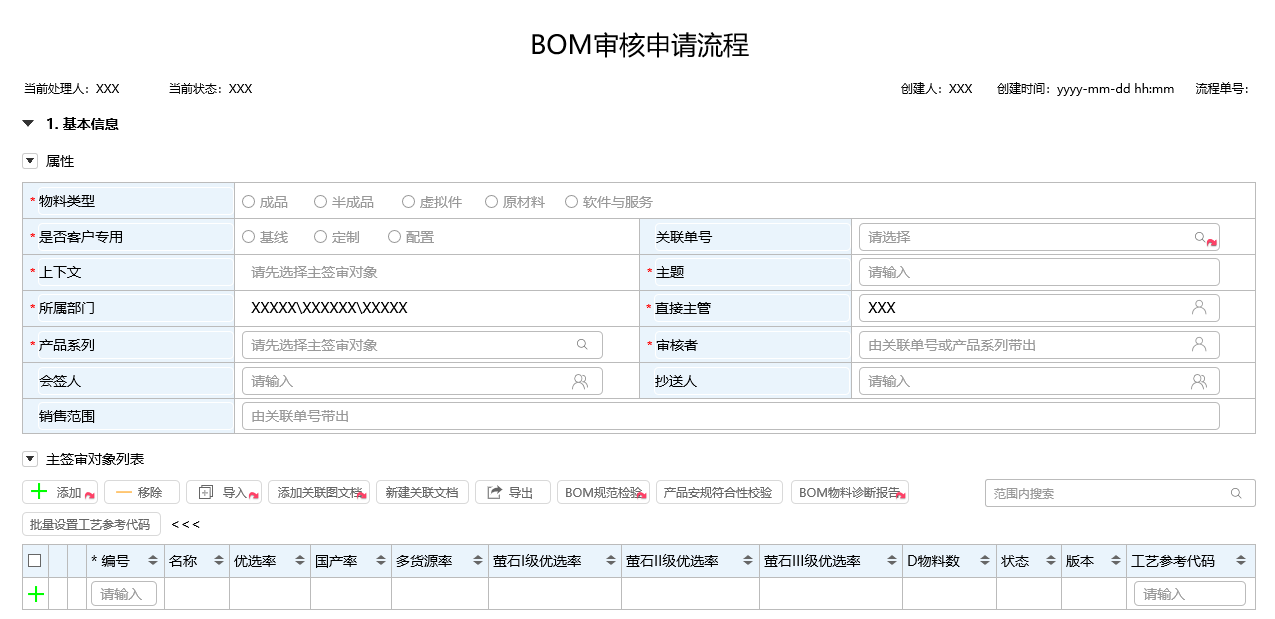 BOM审核申请流程
当前处理人：XXX 当前状态：XXX 创建人：XXX 创建时间：yyyy-mm-dd hh:mm 流程单号：
1. 基本信息
属性
* 物料类型 成品 半成品 虚拟件 原材料 软件与服务
* 是否客户专用 基线 定制 配置 关联单号 请选择
* 上下文 请先选择主签审对象 * 主题 请输入
* 所属部门 XXXXX\XXXXXX\XXXXX * 直接主管 XXX
* 产品系列 请先选择主签审对象 * 审核者 由关联单号或产品系列带出
会签人 请输入 抄送人 请输入
销售范围 由关联单号带出
主签审对象列表
添加 移除 导入 添加关联图文档 新建关联文档 导出 BOM规范检验 产品安规符合性校验 BOM物料诊断报告 范围内搜索
批量设置工艺参考代码 <<<
* 编号 名称 优选率 国产率 多货源率 萤石I级优选率 萤石II级优选率 萤石III级优选率 D物料数 状态 版本 工艺参考代码
请输入 请输入